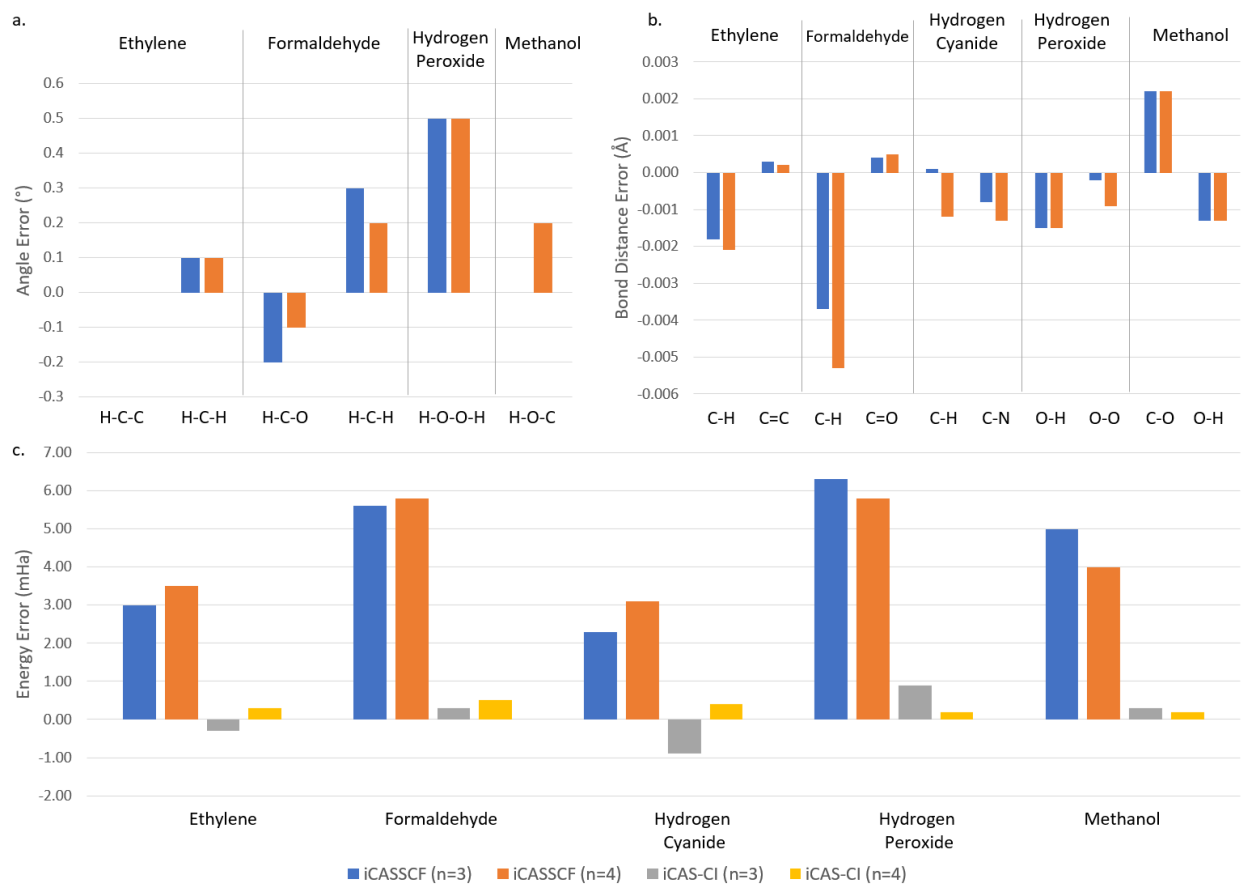 a.
Ethylene
Formaldehyde
Hydrogen
Peroxide
Methanol
Angle Error (°)
0.6
0.5
0.4
0.3
0.2
0.1
0.0
-0.1
-0.2
-0.3
H-C-C H-C-H H-C-O H-C-H H-O-O-H H-O-C
b.
Ethylene
Formaldehyde
Hydrogen
Cyanide
Hydrogen
Peroxide
Methanol
Bond Distance Error (Å)
0.003
0.002
0.001
0.000
-0.001
-0.002
-0.003
-0.004
-0.005
-0.006
C-H C=C C-H C=O C-H C-N O-H O-O C-O O-H
c.
Energy Error (mHa)
7.00
6.00
5.00
4.00
3.00
2.00
1.00
0.00
-1.00
-2.00
Ethylene
Formaldehyde
Hydrogen
Cyanide
Hydrogen
Peroxide
Methanol
iCASSCF (n=3) iCASSCF (n=4) iCAS-CI (n=3) iCAS-CI (n=4)